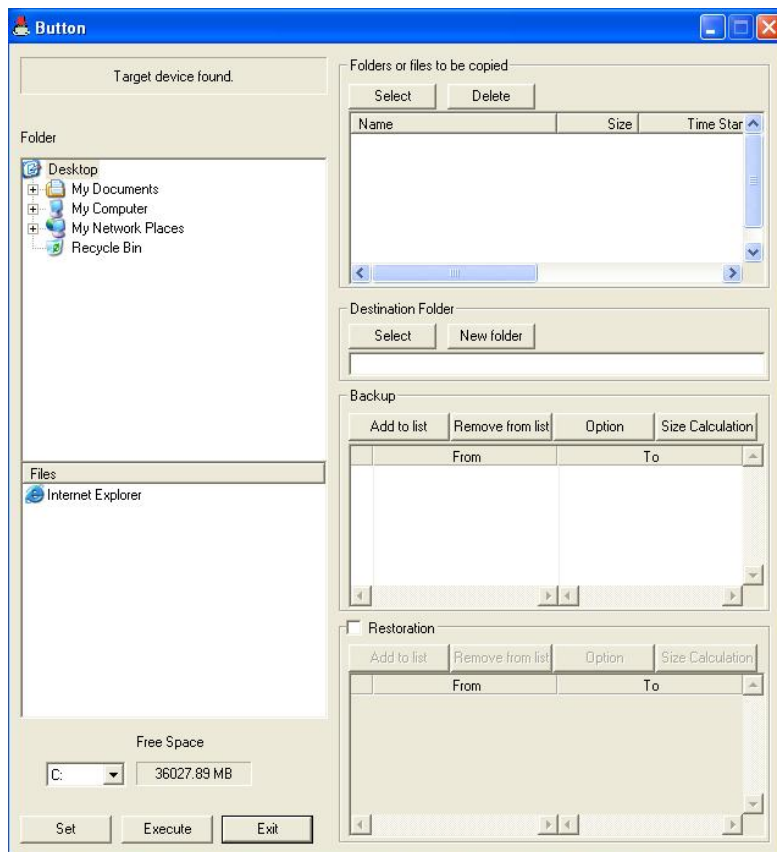 Button
Target device found.
Folder
Desktop
My Documents
My Computer
My Network Places
Recycle Bin
Files
Internet Explorer
Free Space
C: 36027.89 MB
Set Execute Exit
Folders or files to be copied
Select Delete
Name Size Time Star
Destination Folder
Select New folder
Backup
Add to list Remove from list Option Size Calculation
From To
Restoration
Add to list Remove from list Option Size Calculation
From To